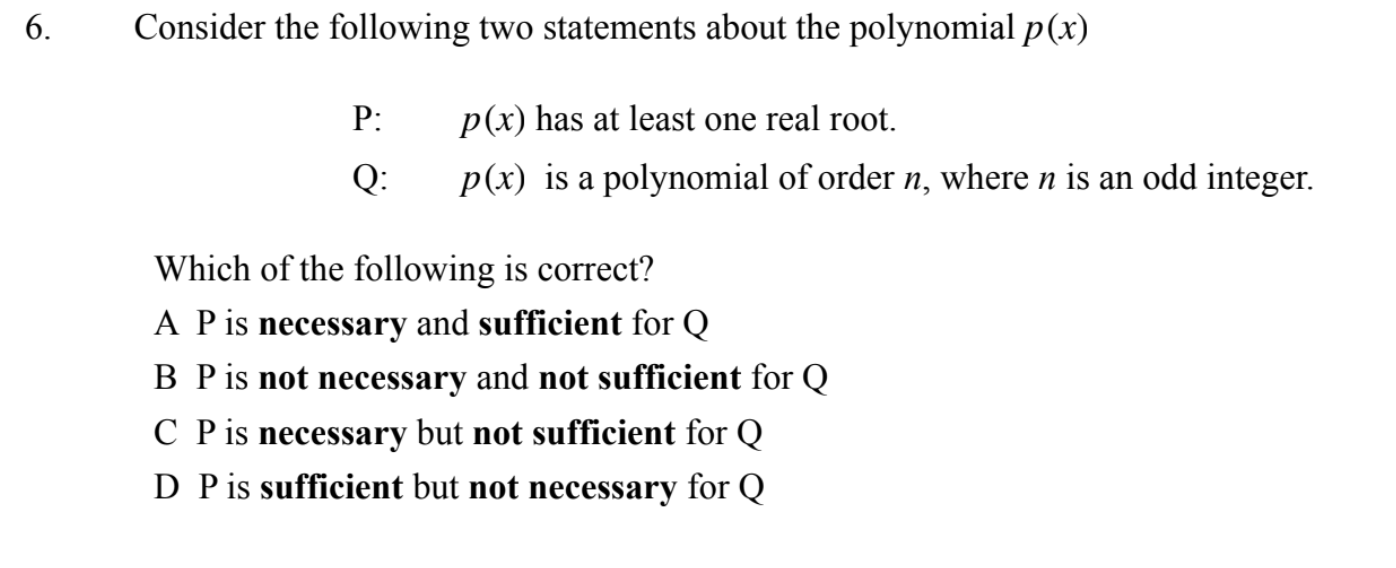 6. Consider the following two statements about the polynomial p(x)
P: p(x) has at least one real root.
Q: p(x) is a polynomial of order n, where n is an odd integer.
Which of the following is correct?
A P is necessary and sufficient for Q
B P is not necessary and not sufficient for Q
C P is necessary but not sufficient for Q
D P is sufficient but not necessary for Q